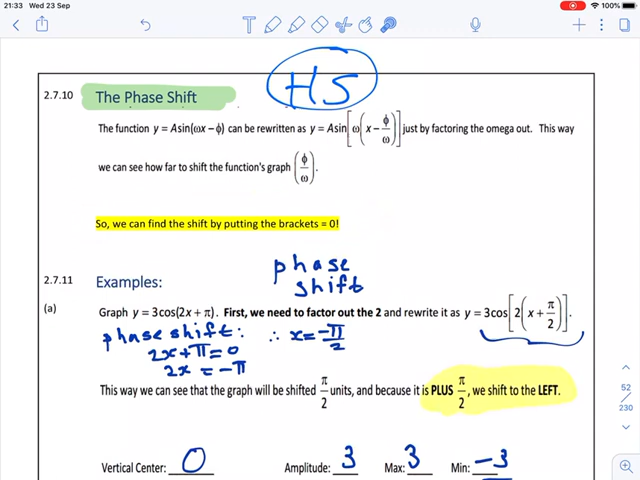 21:33 Wed 23 Sep
100%
HS
2.7.10 The Phase Shift
The function y = Asin(ωx − ϕ) can be rewritten as y = Asin[ω(x − ϕ/ω)] just by factoring the omega out. This way
we can see how far to shift the function's graph (ϕ/ω).
So, we can find the shift by putting the brackets = 0!
2.7.11 Examples:
phase
shift
(a) Graph y = 3cos(2x + π). First, we need to factor out the 2 and rewrite it as y = 3cos[2(x + π/2)].
phase shift: ∴ x = -π/2
2x + π = 0
2x = -π
This way we can see that the graph will be shifted π/2 units, and because it is PLUS π/2, we shift to the LEFT.
Vertical Center: 0 Amplitude: 3 Max: 3 Min: -3
52
/
230